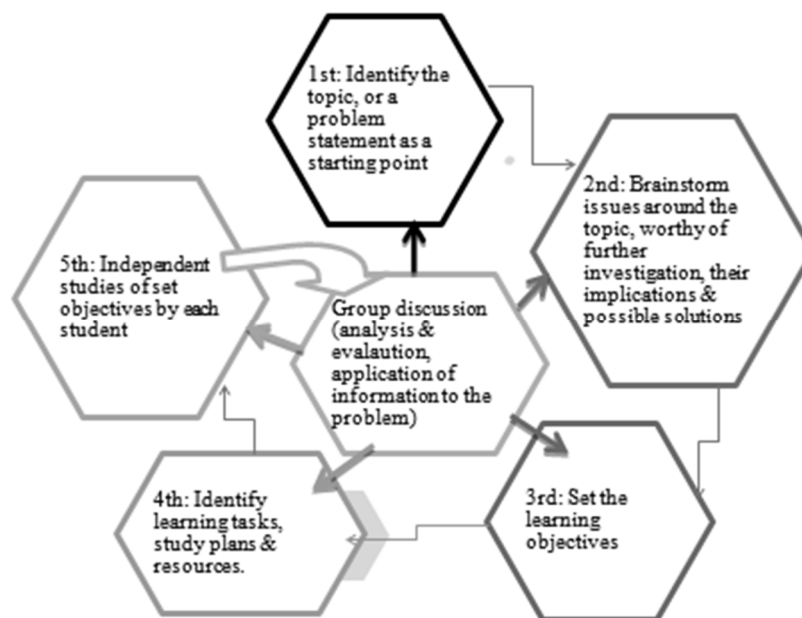 1st: Identify the
topic, or a
problem
statement as a
starting point
2nd: Brainstorm
issues around the
topic, worthy of
further
investigation, their
implications &
possible solutions
3rd: Set the
learning
objectives
4th: Identify
learning tasks,
study plans &
resources.
5th: Independent
studies of set
objectives by each
student
Group discussion
(analysis &
evalaution,
application of
information to the
problem)